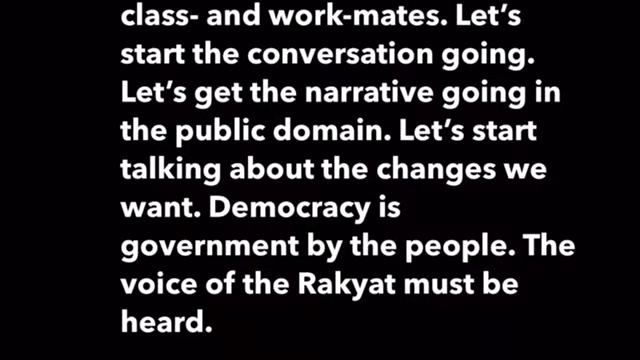 class- and work-mates. Let's
start the conversation going.
Let's get the narrative going in
the public domain. Let's start
talking about the changes we
want. Democracy is
government by the people. The
voice of the Rakyat must be
heard.